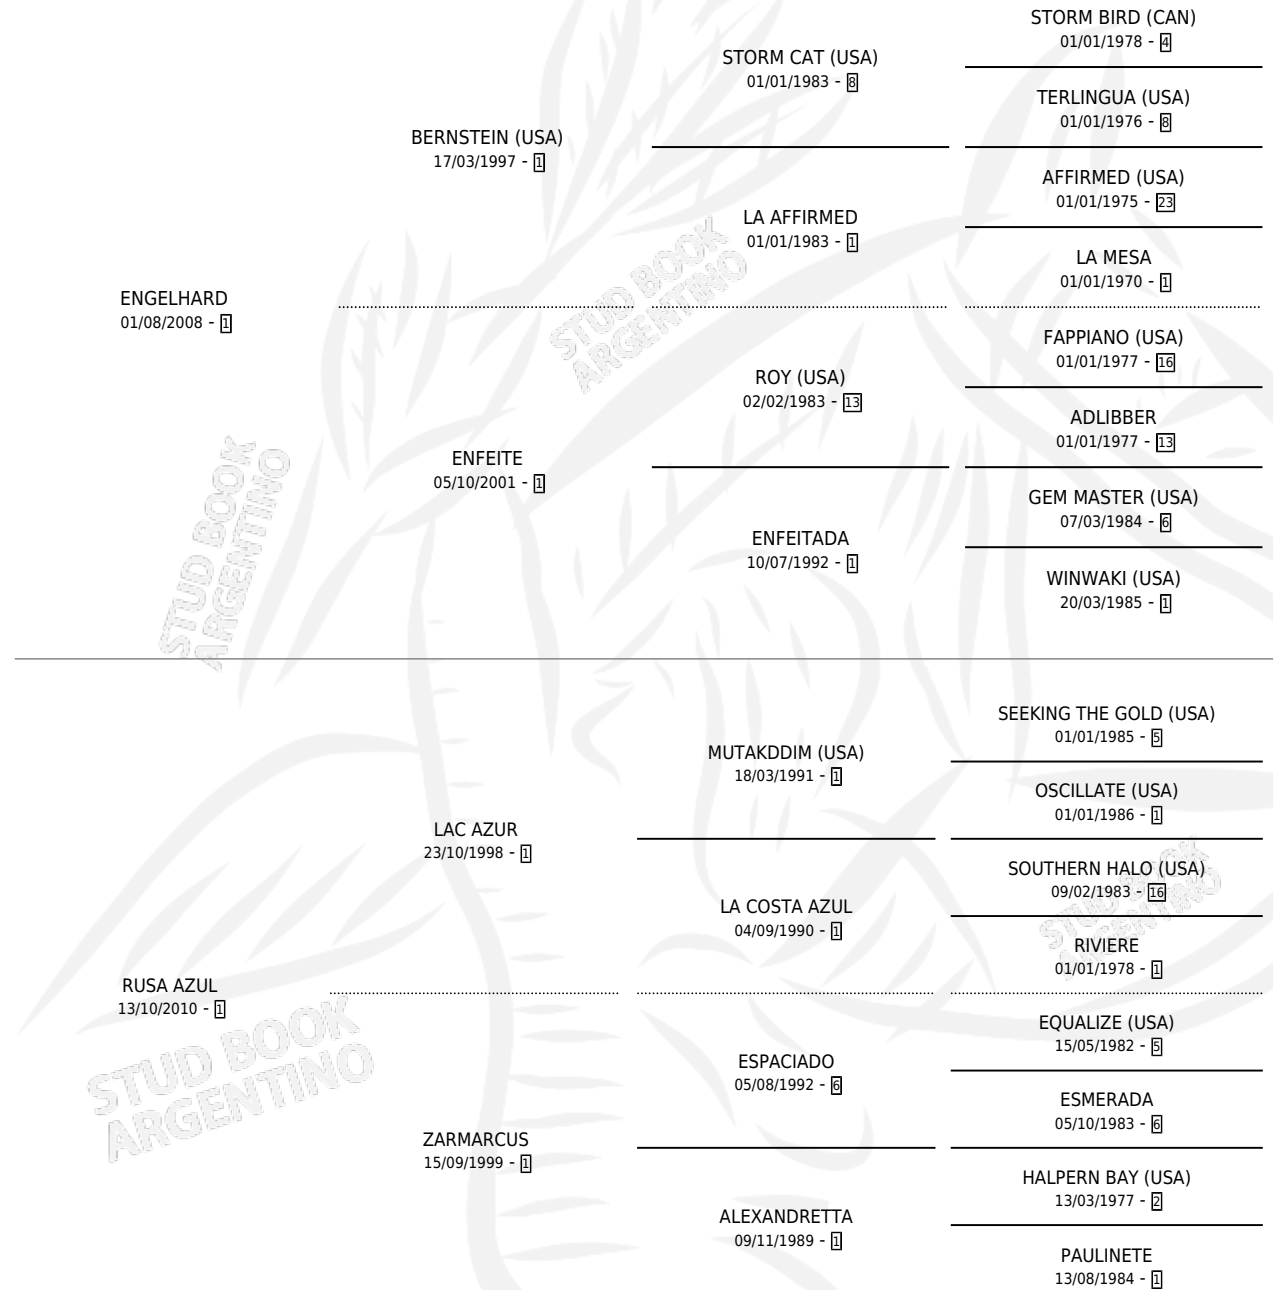 STORM BIRD (CAN)
01/01/1978 - 4
STORM CAT (USA)
01/01/1983 - 8
TERLINGUA (USA)
01/01/1976 - 8
BERNSTEIN (USA)
17/03/1997 - 1
AFFIRMED (USA)
01/01/1975 - 23
LA AFFIRMED
01/01/1983 - 1
LA MESA
01/01/1970 - 1
ENGELHARD
01/08/2008 - 1
STUD BOOK
ARGENTINO
FAPPIANO (USA)
01/01/1977 - 16
ROY (USA)
02/02/1983 - 13
ADLIBBER
01/01/1977 - 13
ENFEITE
05/10/2001 - 1
GEM MASTER (USA)
07/03/1984 - 6
ENFEITADA
10/07/1992 - 1
WINWAKI (USA)
20/03/1985 - 1
STUD BOOK
ARGENTINO
SEEKING THE GOLD (USA)
01/01/1985 - 5
MUTAKDDIM (USA)
18/03/1991 - 1
OSCILLATE (USA)
01/01/1986 - 1
LAC AZUR
23/10/1998 - 1
SOUTHERN HALO (USA)
09/02/1983 - 16
LA COSTA AZUL
04/09/1990 - 1
STUD BOOK
ARGENTINO
RIVIERE
01/01/1978 - 1
RUSA AZUL
13/10/2010 - 1
STUD BOOK
ARGENTINO
EQUALIZE (USA)
15/05/1982 - 5
ESPACIADO
05/08/1992 - 6
ESMERADA
05/10/1983 - 6
ZARMARCUS
15/09/1999 - 1
HALPERN BAY (USA)
13/03/1977 - 2
ALEXANDRETTA
09/11/1989 - 1
PAULINETE
13/08/1984 - 1